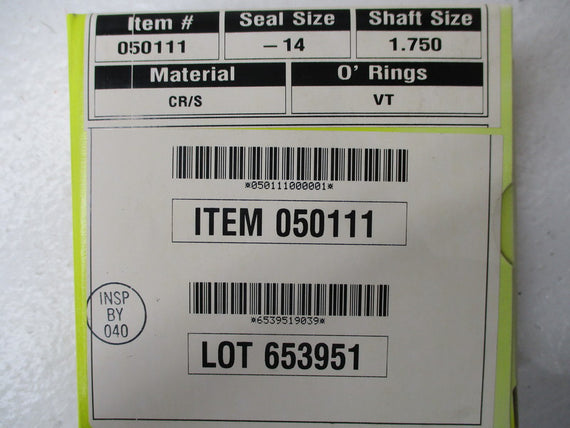 Item # Seal Size Shaft Size
050111 –14 1.750
Material O' Rings
CR/S VT
*050111000001*
ITEM 050111
*6539519039*
INSP
BY
040
LOT 653951